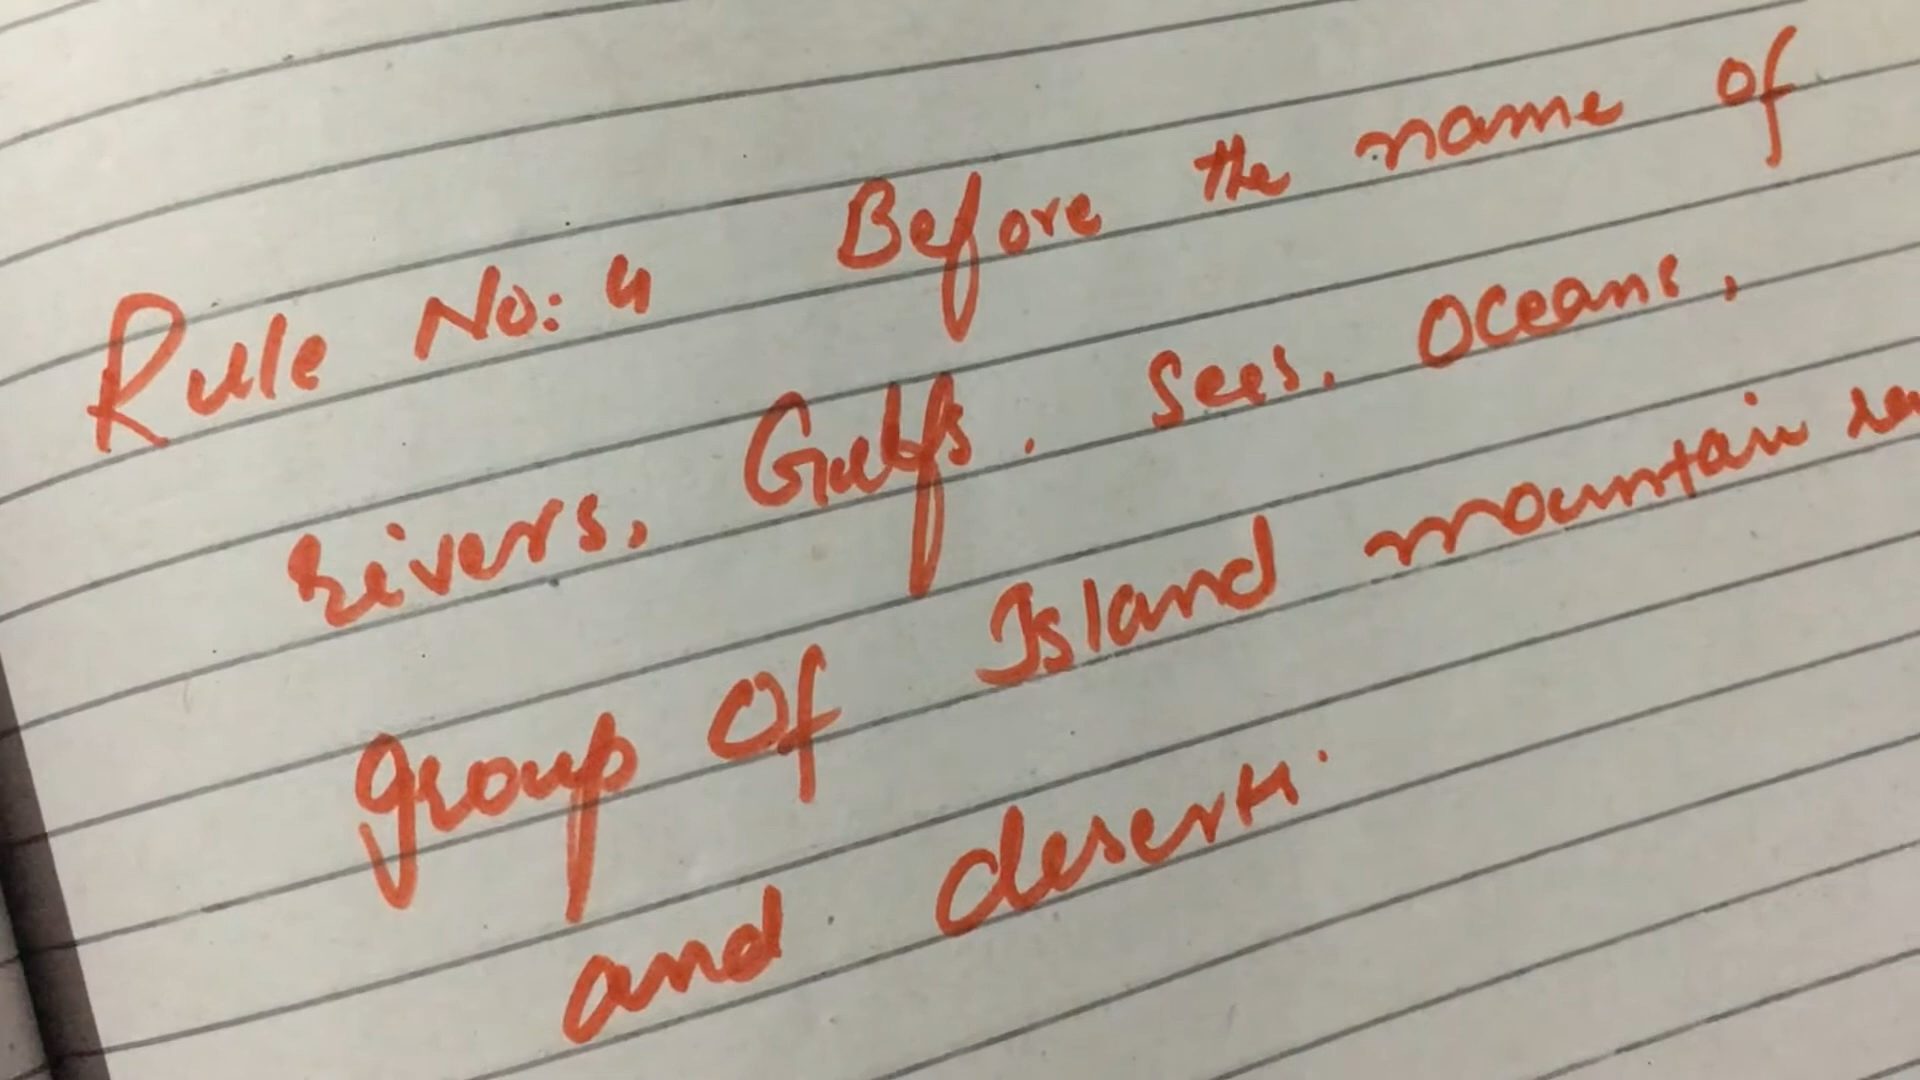 Rule No: 4 Before the name of
rivers, Gulfs. Sees, Oceans,
group Of Island mountain
and deserts.